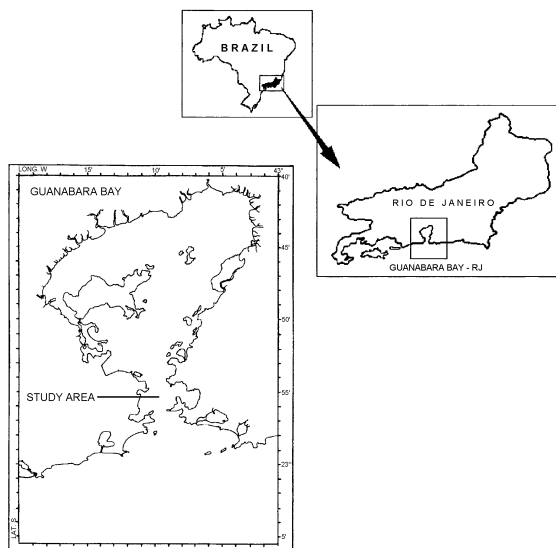 BRAZIL
RIO DE JANEIRO
GUANABARA BAY - RJ
LONG. W 15' 10' 5' 43°
GUANABARA BAY
40'
45'
50'
STUDY AREA
55'
23°
5'
LAT. S